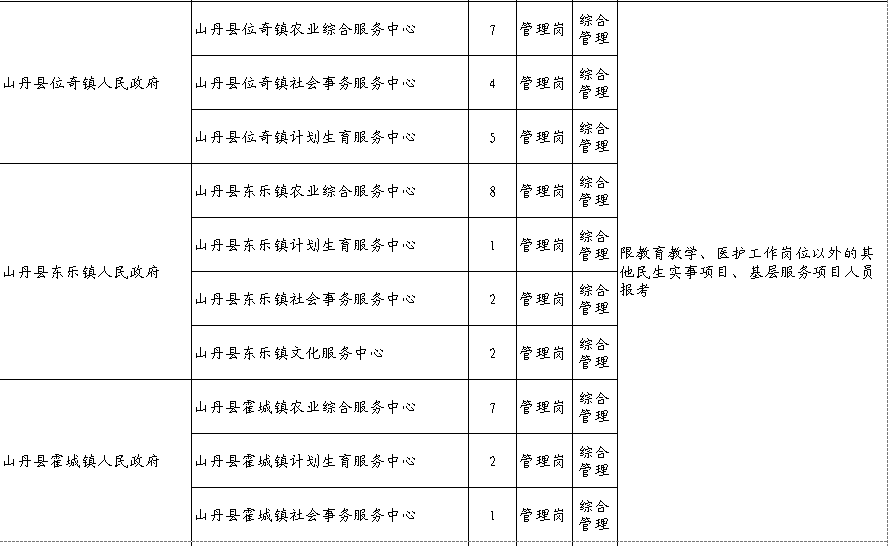 山丹县位奇镇人民政府
山丹县位奇镇农业综合服务中心 7 管理岗 综合
管理
山丹县位奇镇社会事务服务中心 4 管理岗 综合
管理
山丹县位奇镇计划生育服务中心 5 管理岗 综合
管理
山丹县东乐镇人民政府
山丹县东乐镇农业综合服务中心 8 管理岗 综合
管理
山丹县东乐镇计划生育服务中心 1 管理岗 综合
管理
山丹县东乐镇社会事务服务中心 2 管理岗 综合
管理
山丹县东乐镇文化服务中心 2 管理岗 综合
管理
山丹县霍城镇人民政府
山丹县霍城镇农业综合服务中心 7 管理岗 综合
管理
山丹县霍城镇计划生育服务中心 2 管理岗 综合
管理
山丹县霍城镇社会事务服务中心 1 管理岗 综合
管理
限教育教学、医护工作岗位以外的其
他民生实事项目、基层服务项目人员
报考